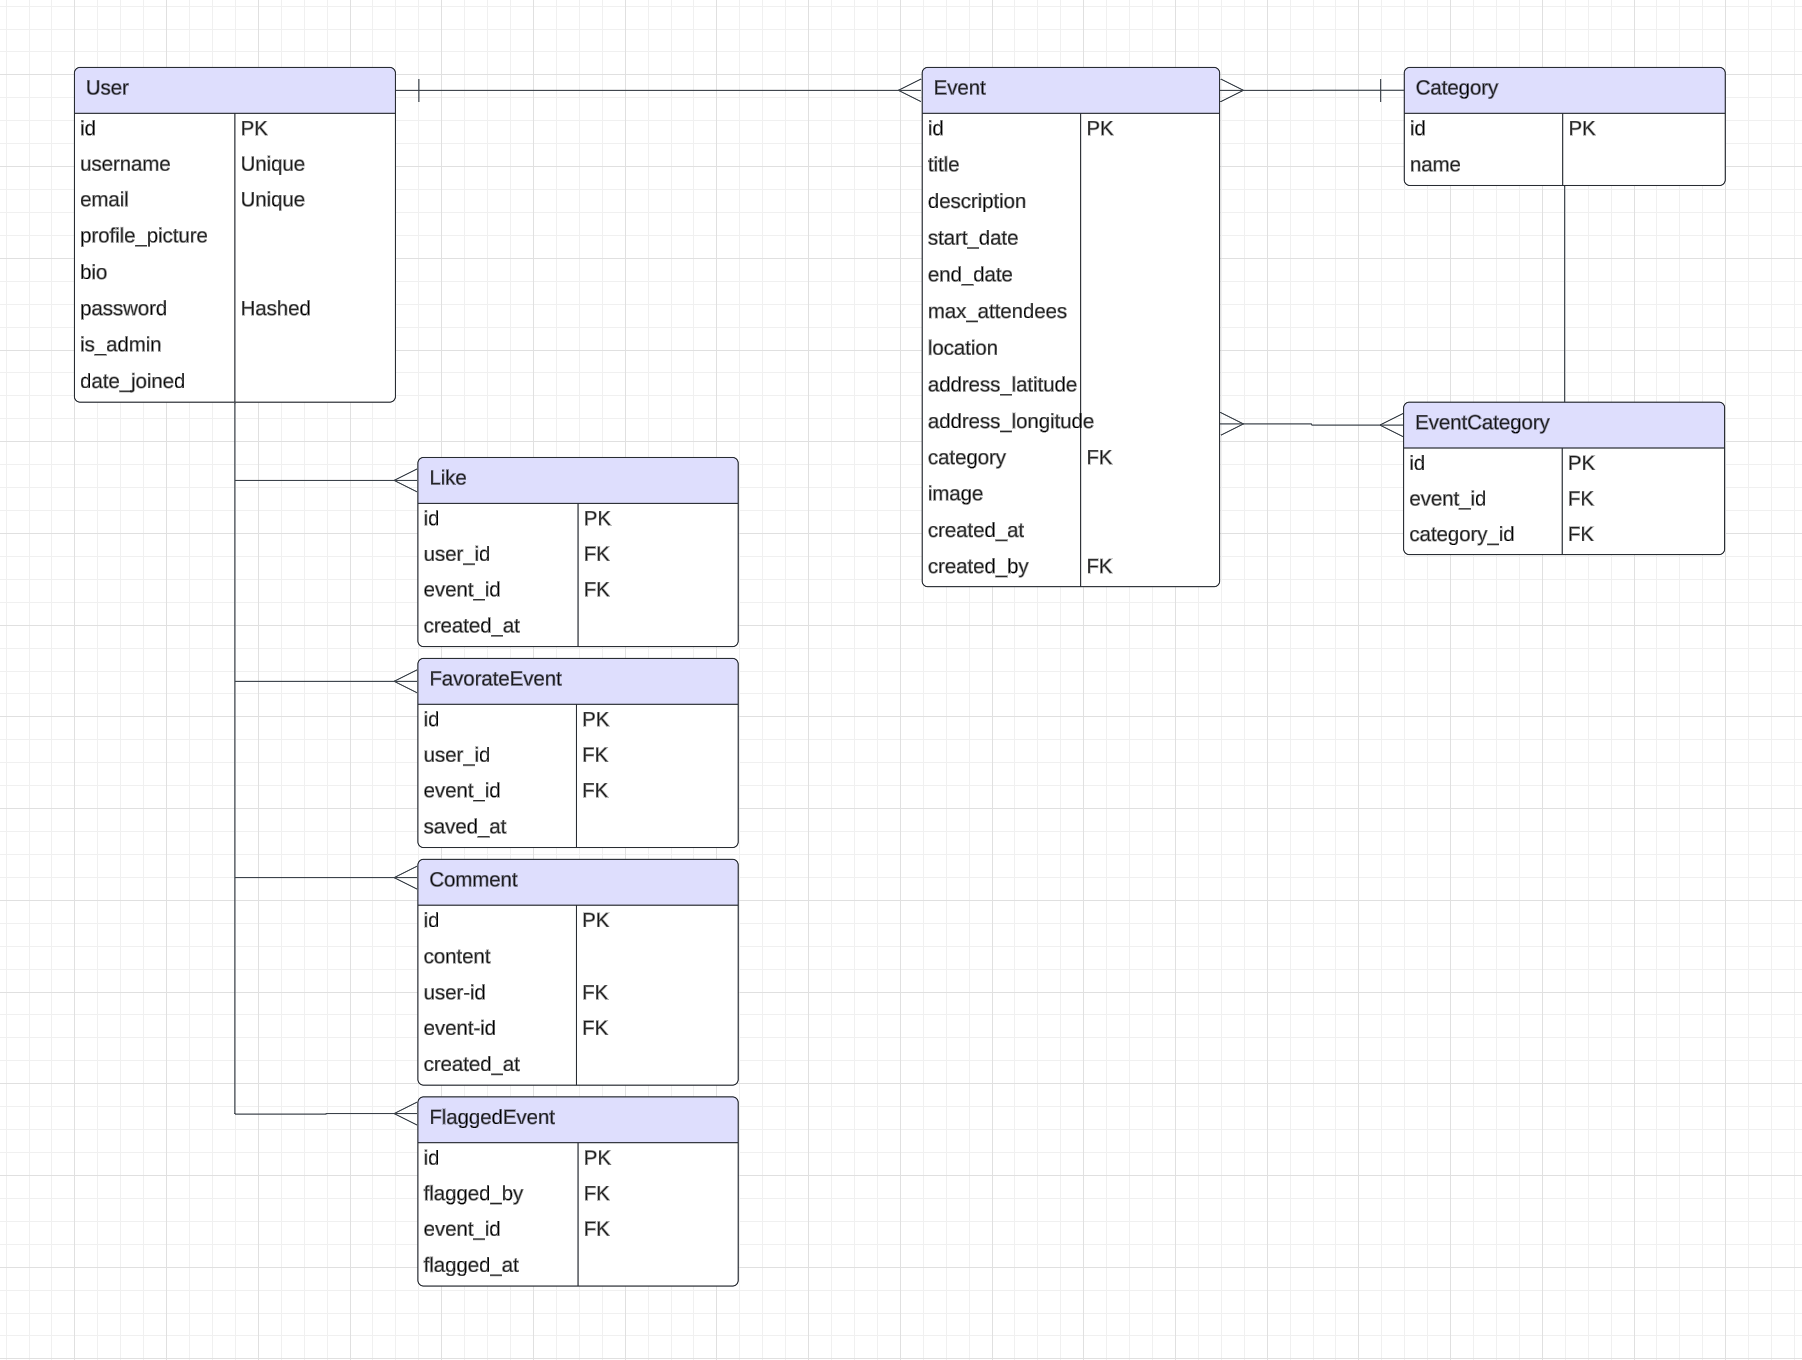 User
id PK
username Unique
email Unique
profile_picture
bio
password Hashed
is_admin
date_joined
Like
id PK
user_id FK
event_id FK
created_at
FavorateEvent
id PK
user_id FK
event_id FK
saved_at
Comment
id PK
content
user-id FK
event-id FK
created_at
FlaggedEvent
id PK
flagged_by FK
event_id FK
flagged_at
Event
id PK
title
description
start_date
end_date
max_attendees
location
address_latitude
address_longitude
category FK
image
created_at
created_by FK
Category
id PK
name
EventCategory
id PK
event_id FK
category_id FK